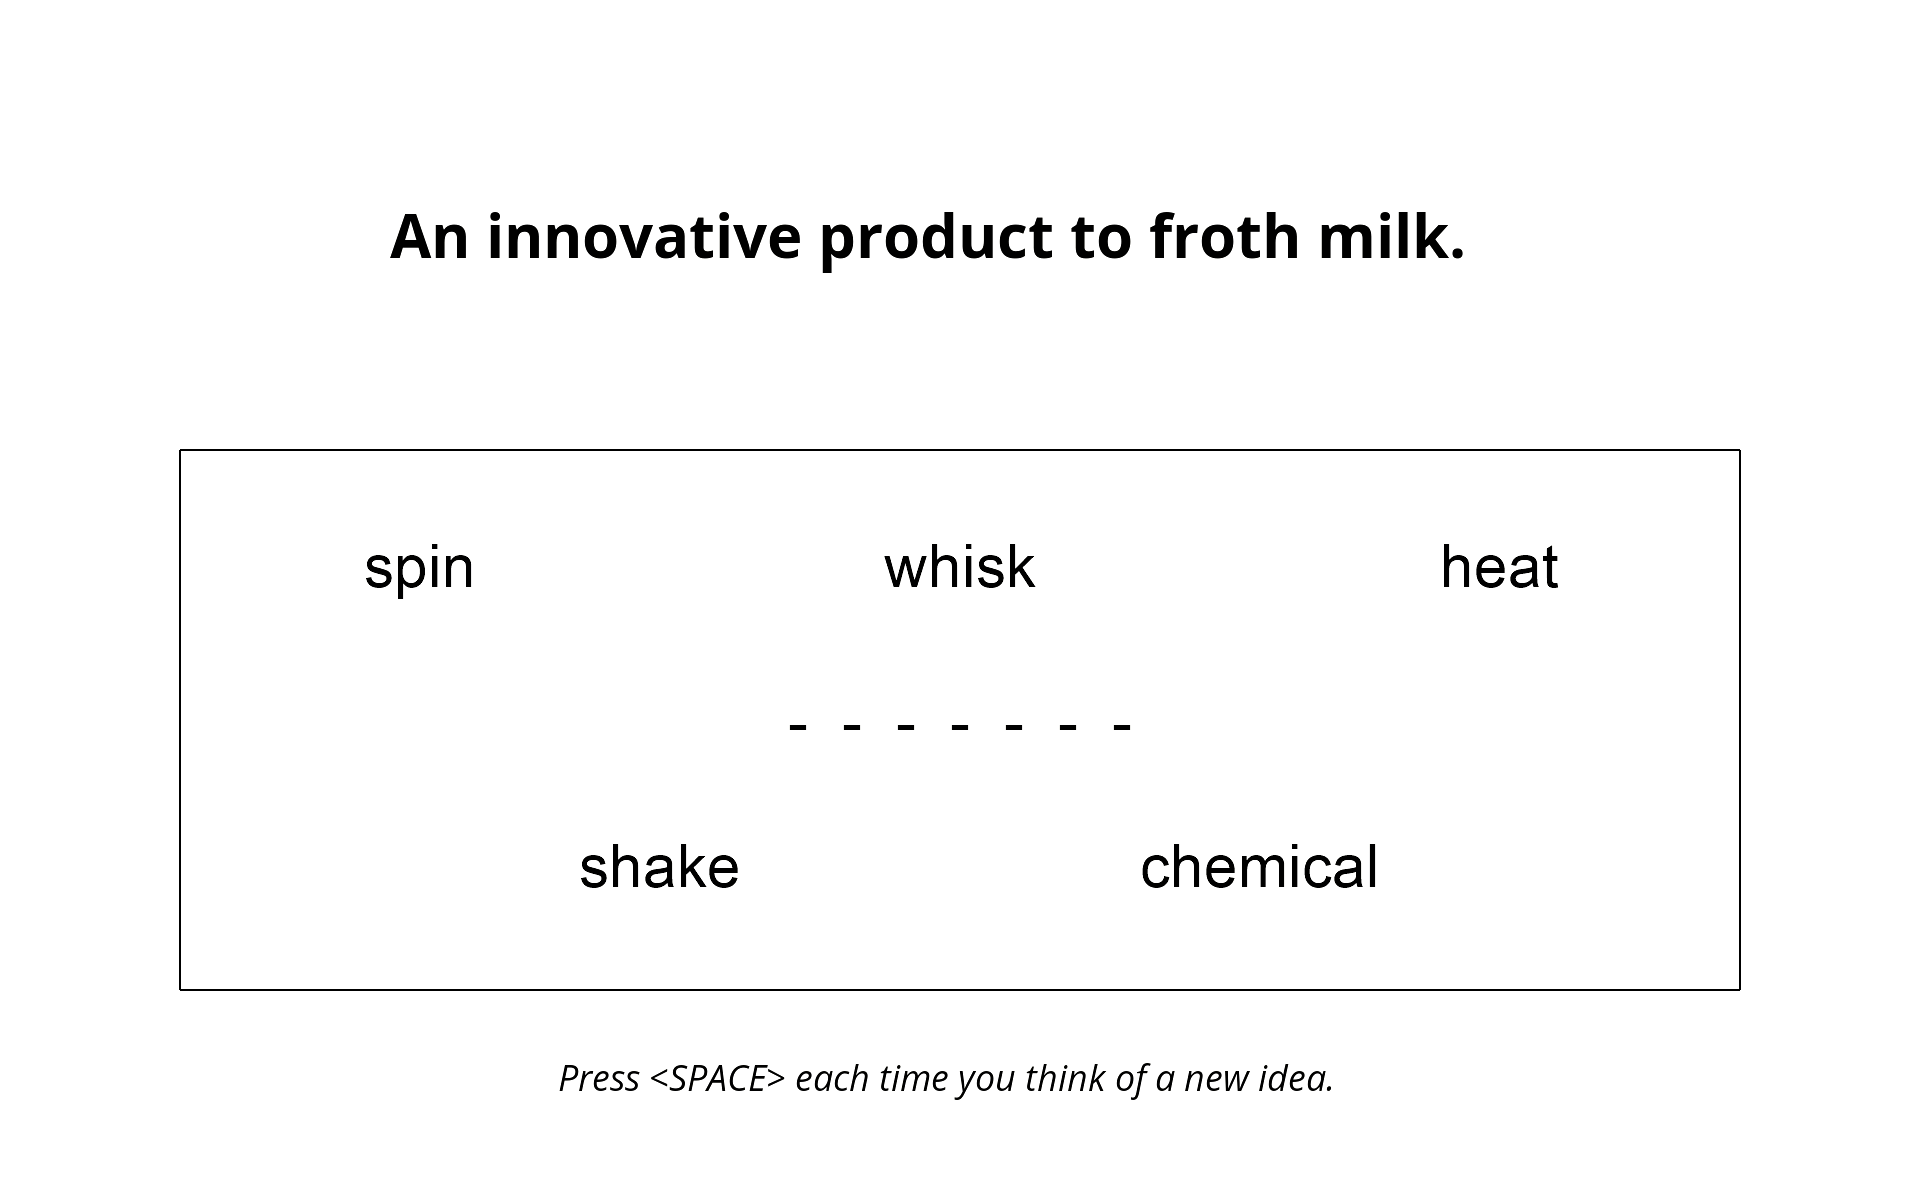 An innovative product to froth milk.
spin whisk heat
- - - - - - -
shake chemical
Press <SPACE> each time you think of a new idea.